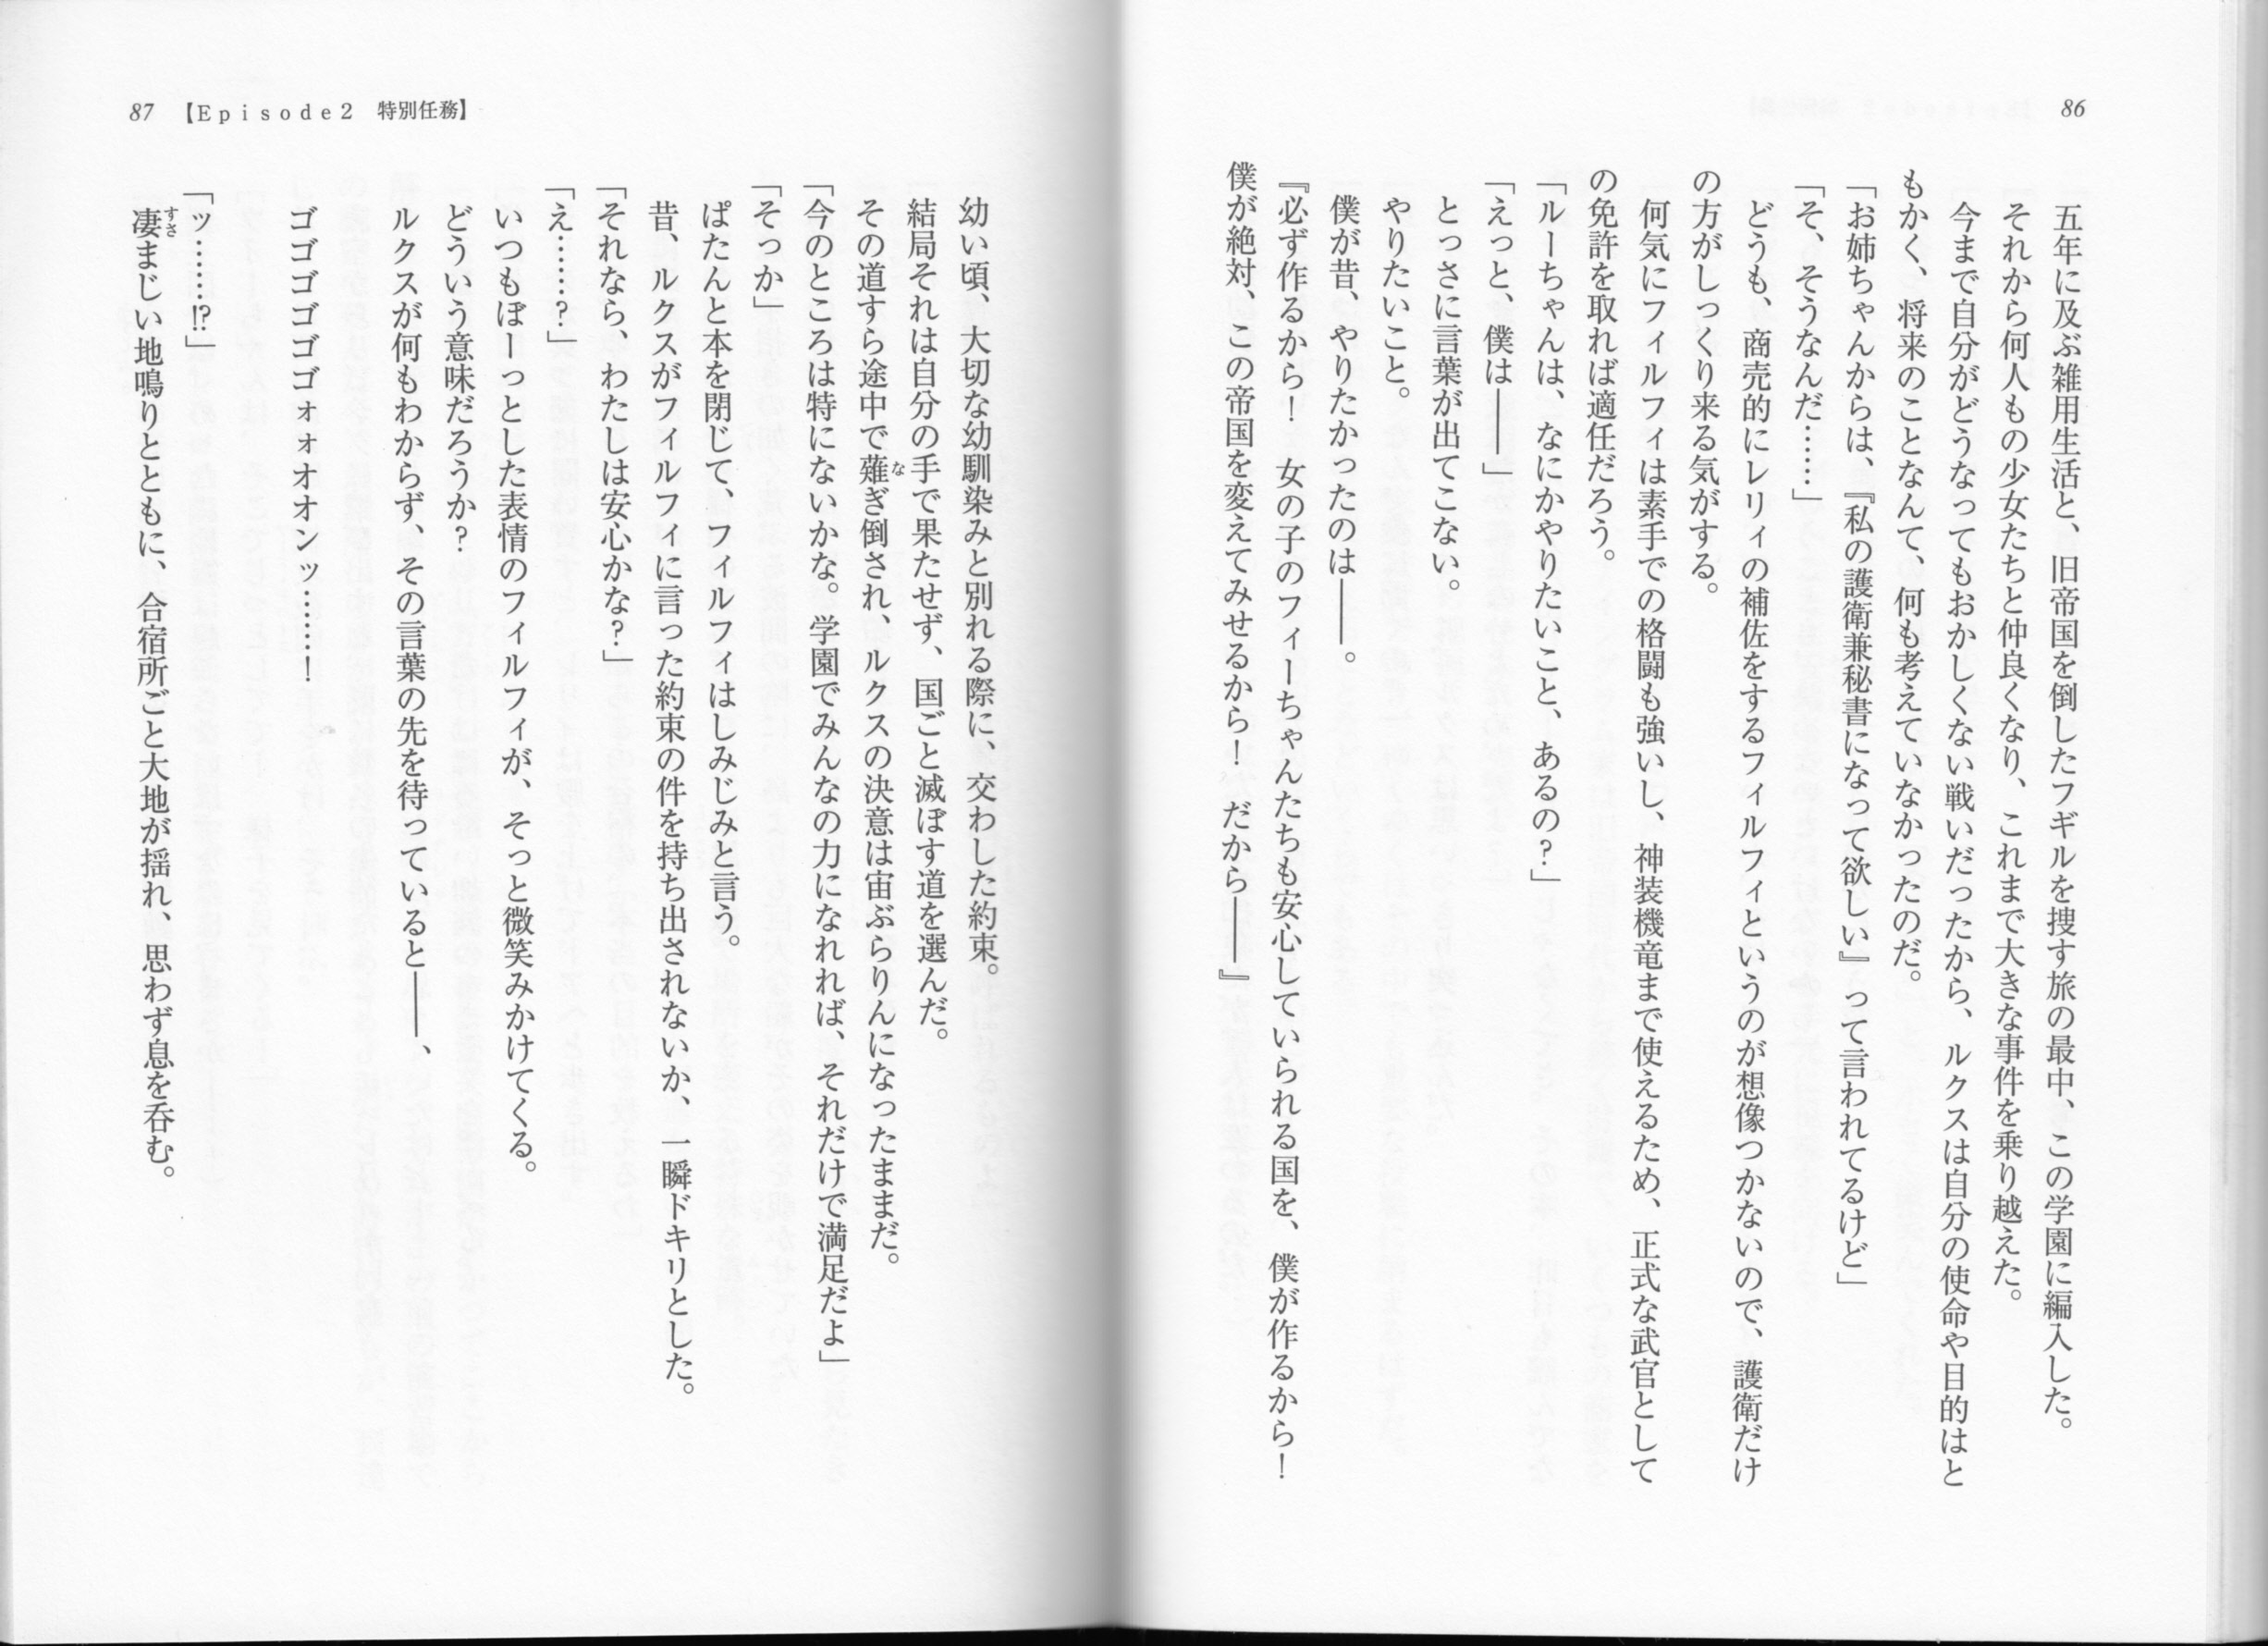 86
五年に及ぶ雑用生活と、旧帝国を倒したフギルを捜す旅の最中、この学園に編入した。
それから何人もの少女たちと仲良くなり、これまで大きな事件を乗り越えた。
今まで自分がどうなってもおかしくない戦いだったから、ルクスは自分の使命や目的はと
もかく、将来のことなんて、何も考えていなかったのだ。
「お姉ちゃんからは、『私の護衛兼秘書になって欲しい』って言われてるけど」
「そ、そうなんだ……」
どうも、商売的にレリィの補佐をするフィルフィというのが想像つかないので、護衛だけ
の方がしっくり来る気がする。
何気にフィルフィは素手での格闘も強いし、神装機竜まで使えるため、正式な武官として
の免許を取れば適任だろう。
「ルーちゃんは、なにかやりたいこと、あるの？」
「えっと、僕は――」
とっさに言葉が出てこない。
やりたいこと。
僕が昔、やりたかったのは――。
『必ず作るから！　女の子のフィーちゃんたちも安心していられる国を、僕が作るから！
僕が絶対、この帝国を変えてみせるから！　だから――』
87 【Episode2　特別任務】
幼い頃、大切な幼馴染みと別れる際に、交わした約束。
結局それは自分の手で果たせず、国ごと滅ぼす道を選んだ。
その道すら途中で薙な ぎ倒され、ルクスの決意は宙ぶらりんになったままだ。
「今のところは特にないかな。学園でみんなの力になれれば、それだけで満足だよ」
「そっか」
ぱたんと本を閉じて、フィルフィはしみじみと言う。
昔、ルクスがフィルフィに言った約束の件を持ち出されないか、一瞬ドキリとした。
「それなら、わたしは安心かな？」
「え……？」
いつもぼーっとした表情のフィルフィが、そっと微笑みかけてくる。
どういう意味だろうか？
ルクスが何もわからず、その言葉の先を待っていると――、
ゴゴゴゴゴゴォォオオオンッ……！
「ッ……!?」
凄すさ まじい地鳴りとともに、合宿所ごと大地が揺れ、思わず息を呑む。